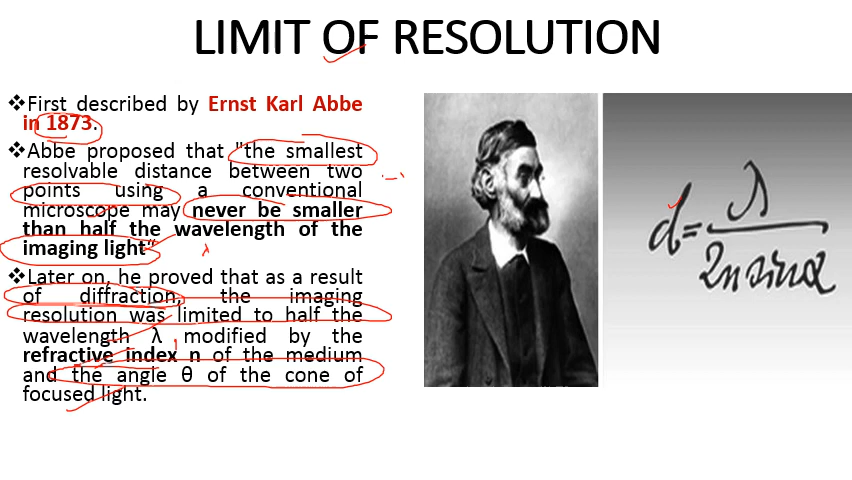 LIMIT OF RESOLUTION
❖First described by Ernst Karl Abbe
in 1873.
❖Abbe proposed that "the smallest
resolvable distance between two
points using a conventional
microscope may never be smaller
than half the wavelength of the
imaging light“
❖Later on, he proved that as a result
of diffraction, the imaging
resolution was limited to half the
wavelength λ modified by the
refractive index n of the medium
and the angle θ of the cone of
focused light.
λ
d= λ
2n sin α